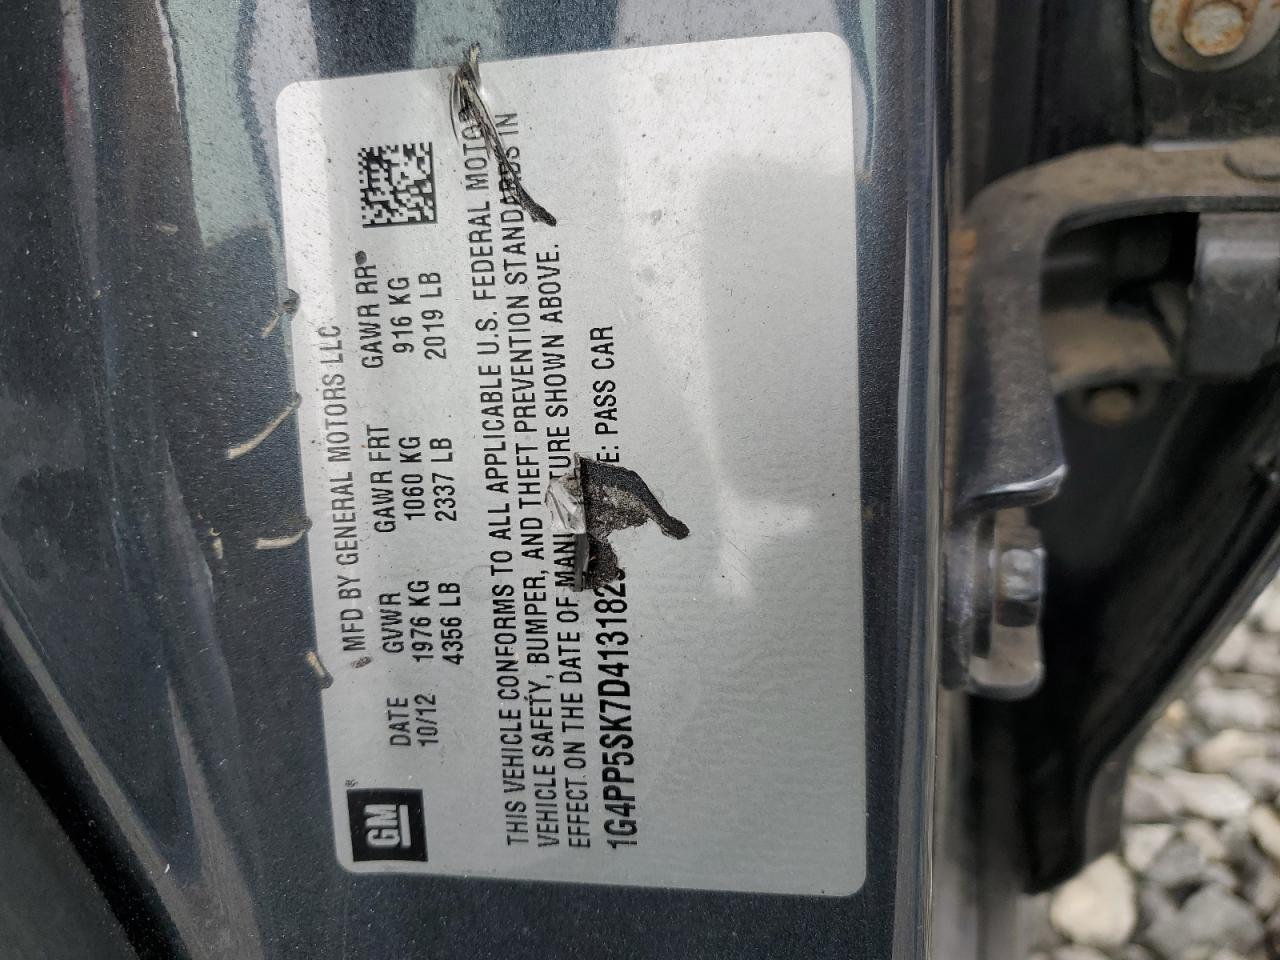 GM
MFD BY GENERAL MOTORS LLC
DATE GVWR GAWR FRT GAWR RR
10/12 1976 KG 1060 KG 916 KG
4356 LB 2337 LB 2019 LB
THIS VEHICLE CONFORMS TO ALL APPLICABLE U.S. FEDERAL MOTO
VEHICLE SAFETY, BUMPER, AND THEFT PREVENTION STANDARDS IN
EFFECT ON THE DATE OF MAN TURE SHOWN ABOVE.
1G4PP5SK7D413182 E: PASS CAR